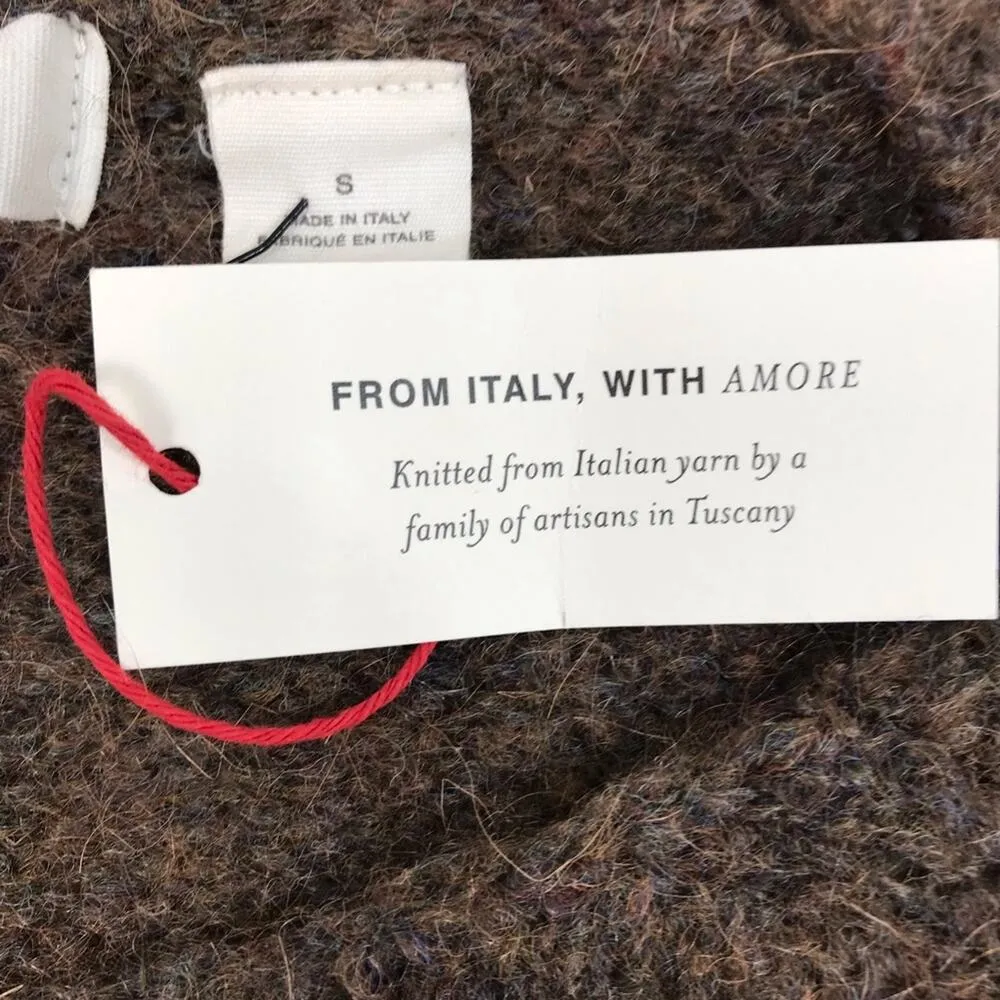 S
MADE IN ITALY
FABRIQUÉ EN ITALIE
FROM ITALY, WITH AMORE
Knitted from Italian yarn by a
family of artisans in Tuscany